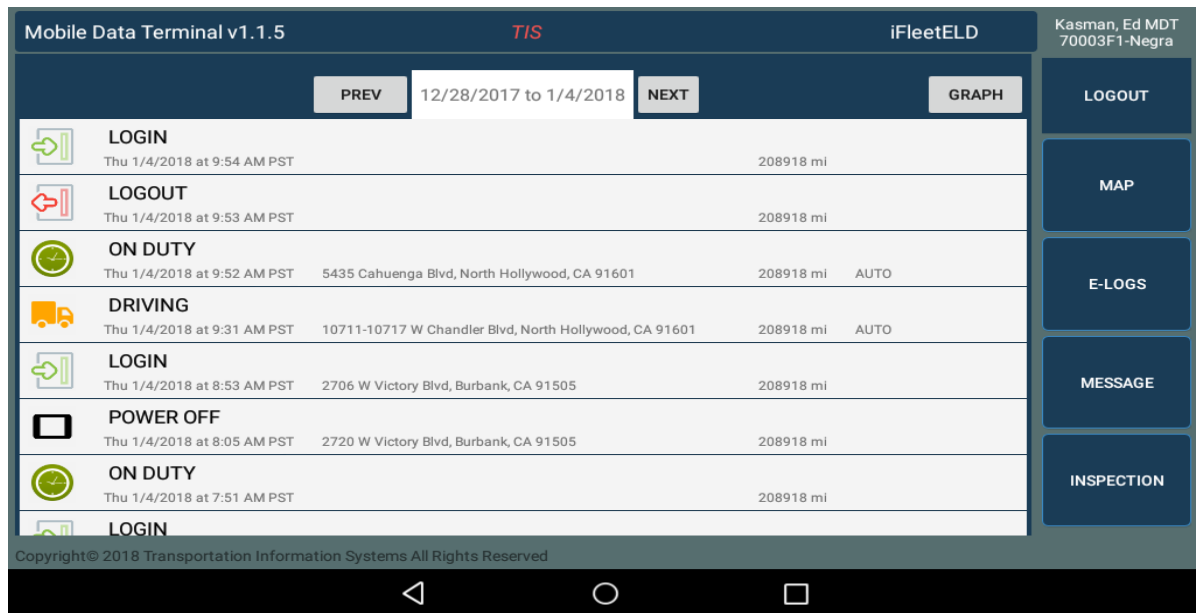 Mobile Data Terminal v1.1.5 TIS iFleetELD
Kasman, Ed MDT
70003F1-Negra
PREV 12/28/2017 to 1/4/2018 NEXT GRAPH
LOGIN
Thu 1/4/2018 at 9:54 AM PST 208918 mi
LOGOUT
Thu 1/4/2018 at 9:53 AM PST 208918 mi
ON DUTY
Thu 1/4/2018 at 9:52 AM PST 5435 Cahuenga Blvd, North Hollywood, CA 91601 208918 mi AUTO
DRIVING
Thu 1/4/2018 at 9:31 AM PST 10711-10717 W Chandler Blvd, North Hollywood, CA 91601 208918 mi AUTO
LOGIN
Thu 1/4/2018 at 8:53 AM PST 2706 W Victory Blvd, Burbank, CA 91505 208918 mi
POWER OFF
Thu 1/4/2018 at 8:05 AM PST 2720 W Victory Blvd, Burbank, CA 91505 208918 mi
ON DUTY
Thu 1/4/2018 at 7:51 AM PST 208918 mi
LOGIN
LOGOUT
MAP
E-LOGS
MESSAGE
INSPECTION
Copyright© 2018 Transportation Information Systems All Rights Reserved